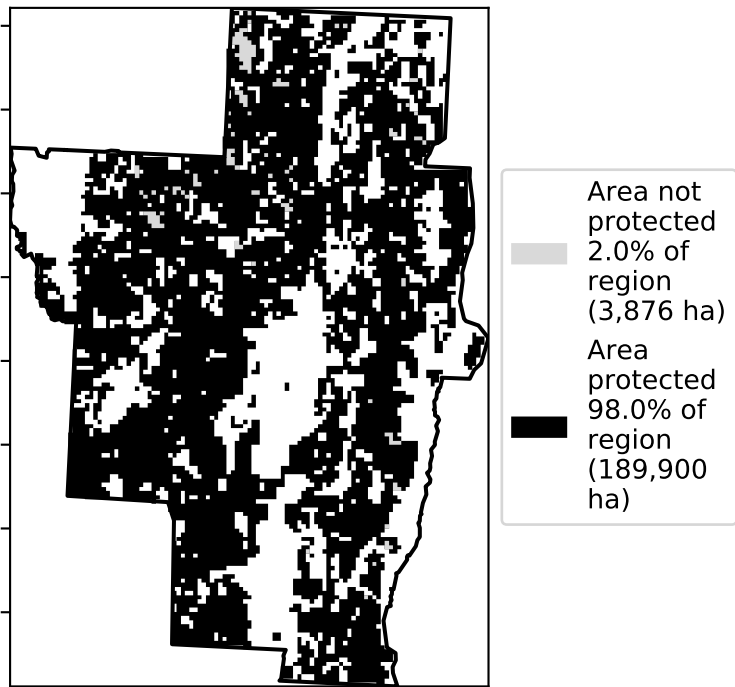 Area not
protected
2.0% of
region
(3,876 ha)
Area
protected
98.0% of
region
(189,900
ha)